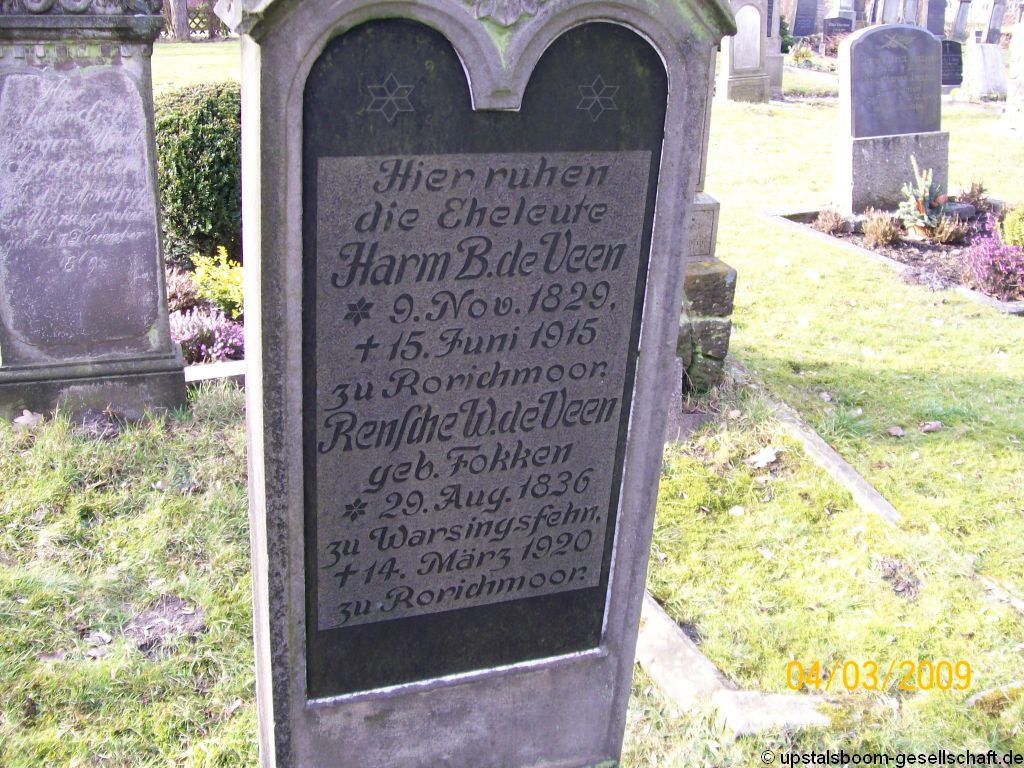 Hier ruhen
die Eheleute
Harm B. de Veen
* 9. Nov. 1829,
† 15. Juni 1915
zu Rorichmoor.
Renſche W. de Veen
geb. Fokken
* 29. Aug. 1836
zu Warsingsfehn,
† 14. März 1920
zu Rorichmoor.
04/03/2009
© upstalsboom-gesellschaft.de